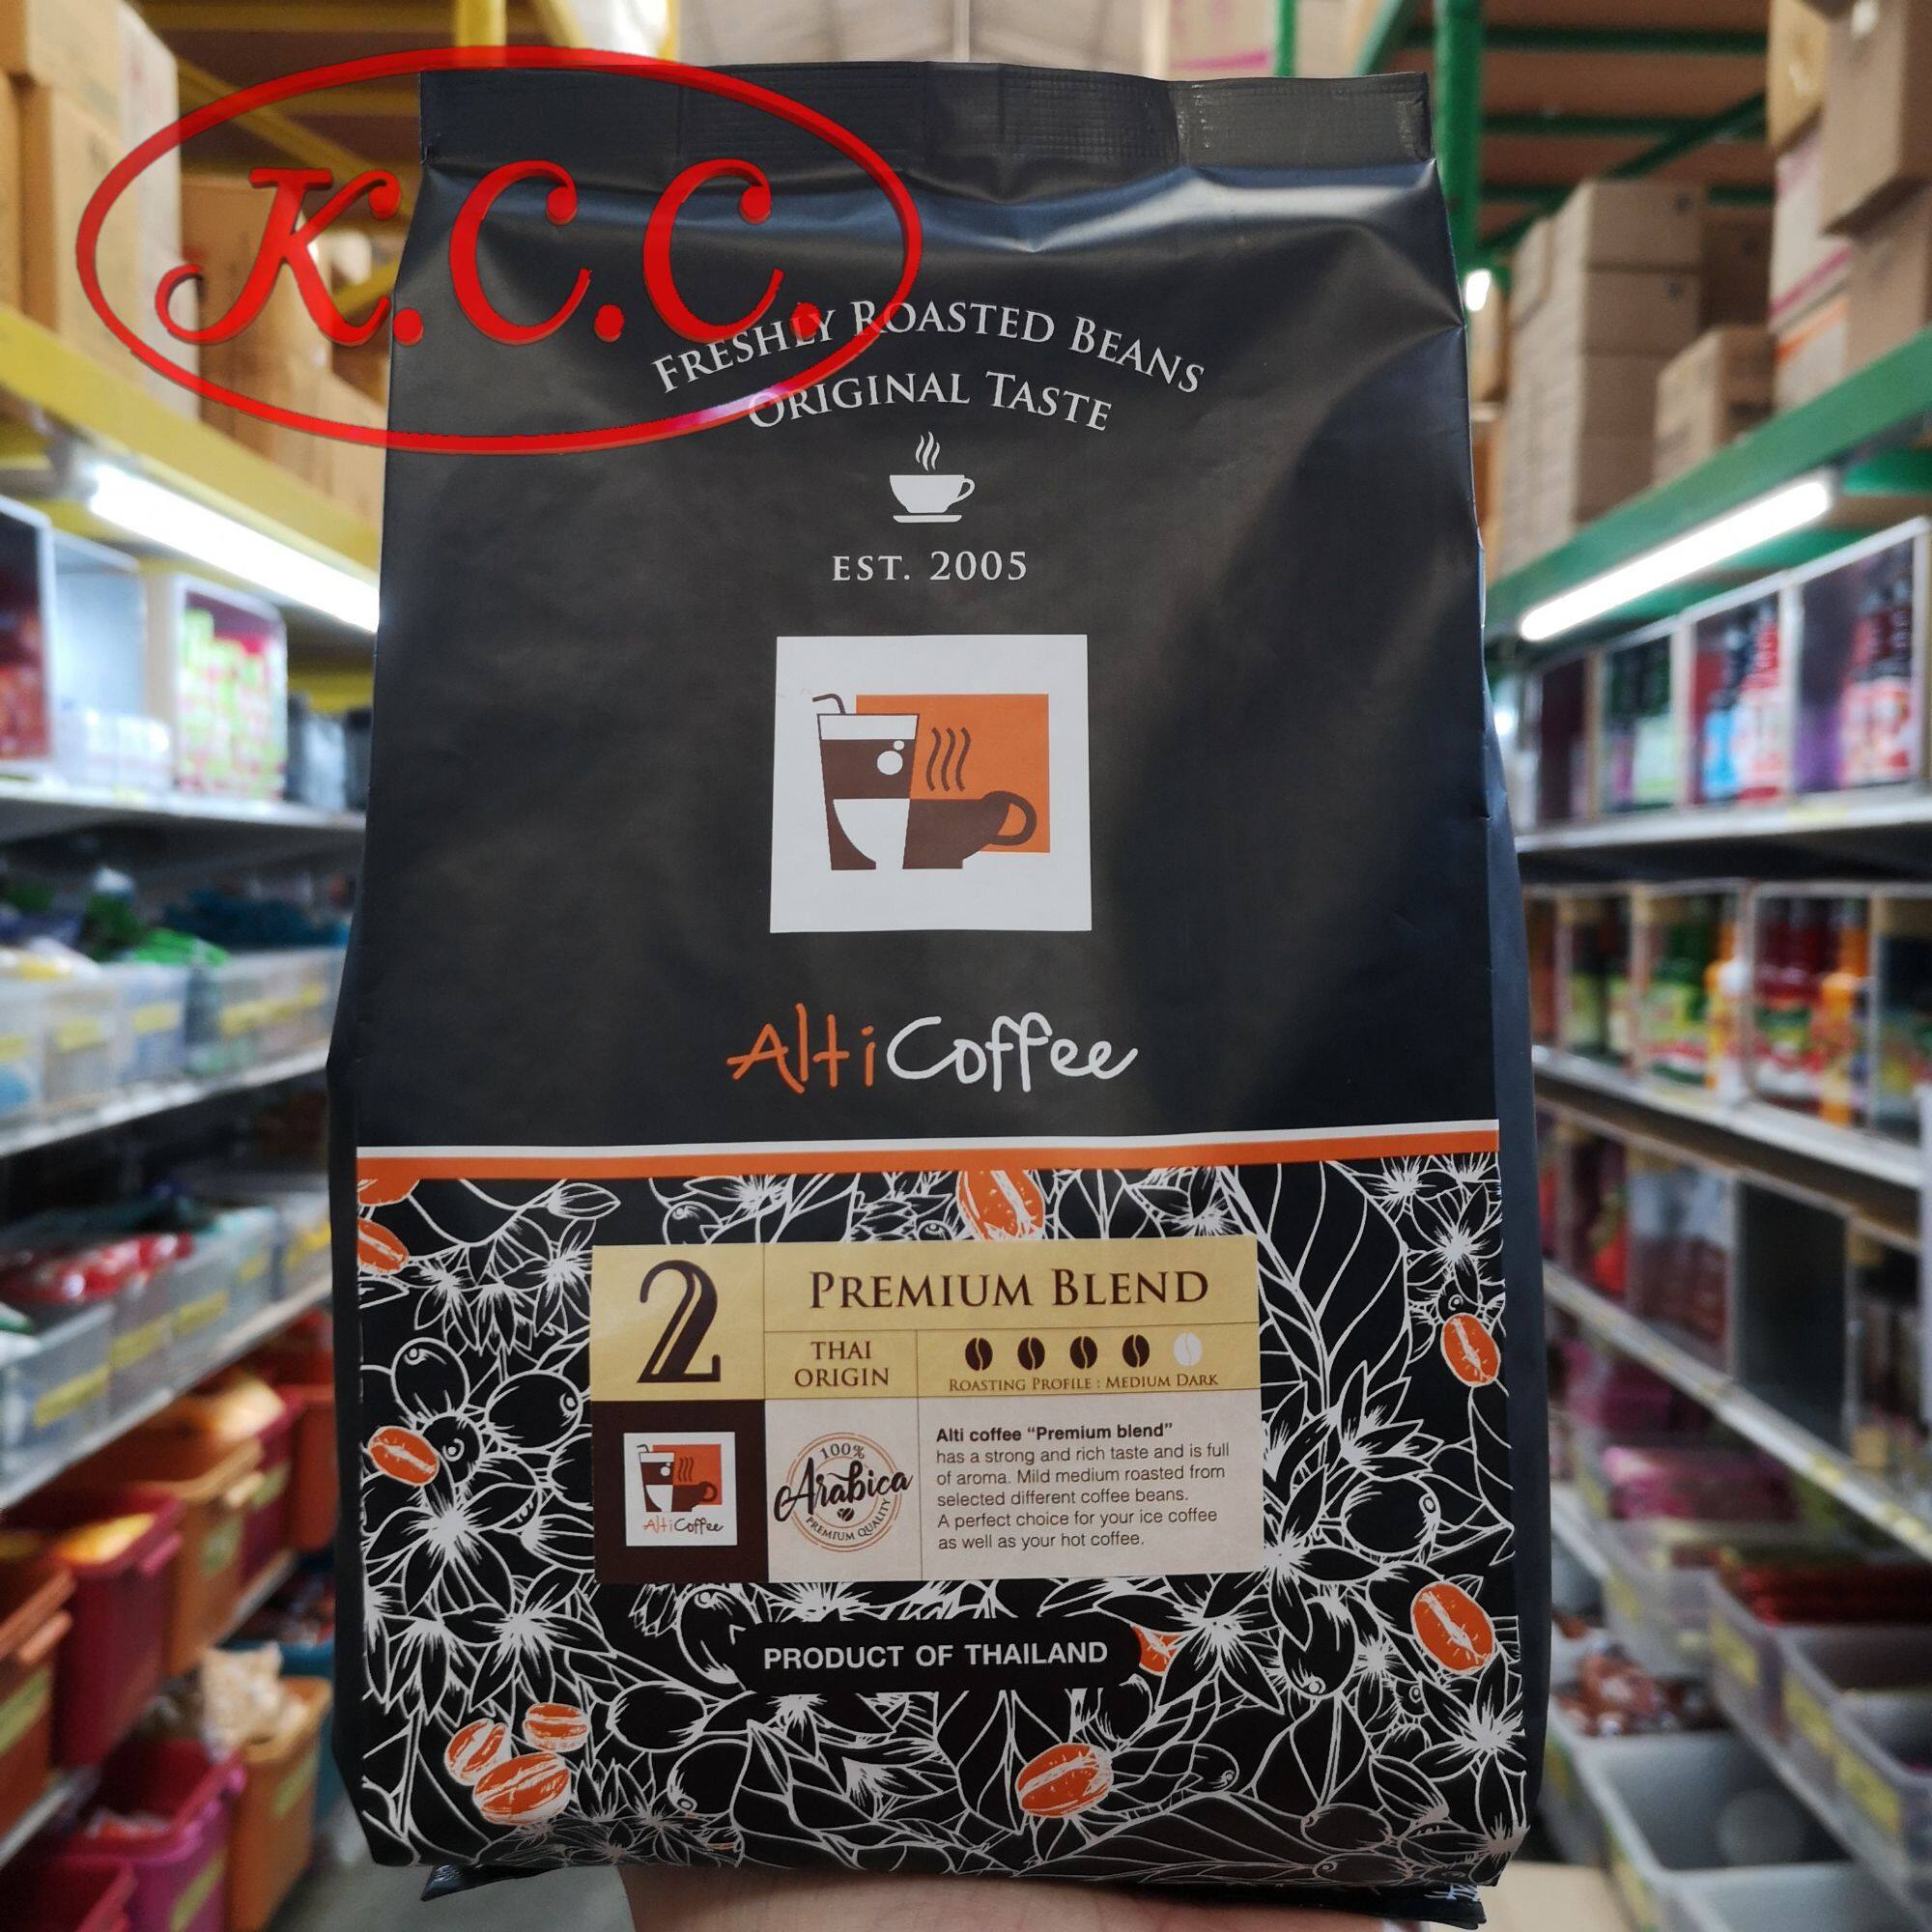 K.C.C.
FRESHLY ROASTED BEANS
ORIGINAL TASTE
EST. 2005
AltiCoffee
2
PREMIUM BLEND
THAI
ORIGIN
ROASTING PROFILE : MEDIUM DARK
AltiCoffee
100%
Arabica
PREMIUM QUALITY
Alti coffee “Premium blend”
has a strong and rich taste and is full
of aroma. Mild medium roasted from
selected different coffee beans.
A perfect choice for your ice coffee
as well as your hot coffee.
PRODUCT OF THAILAND